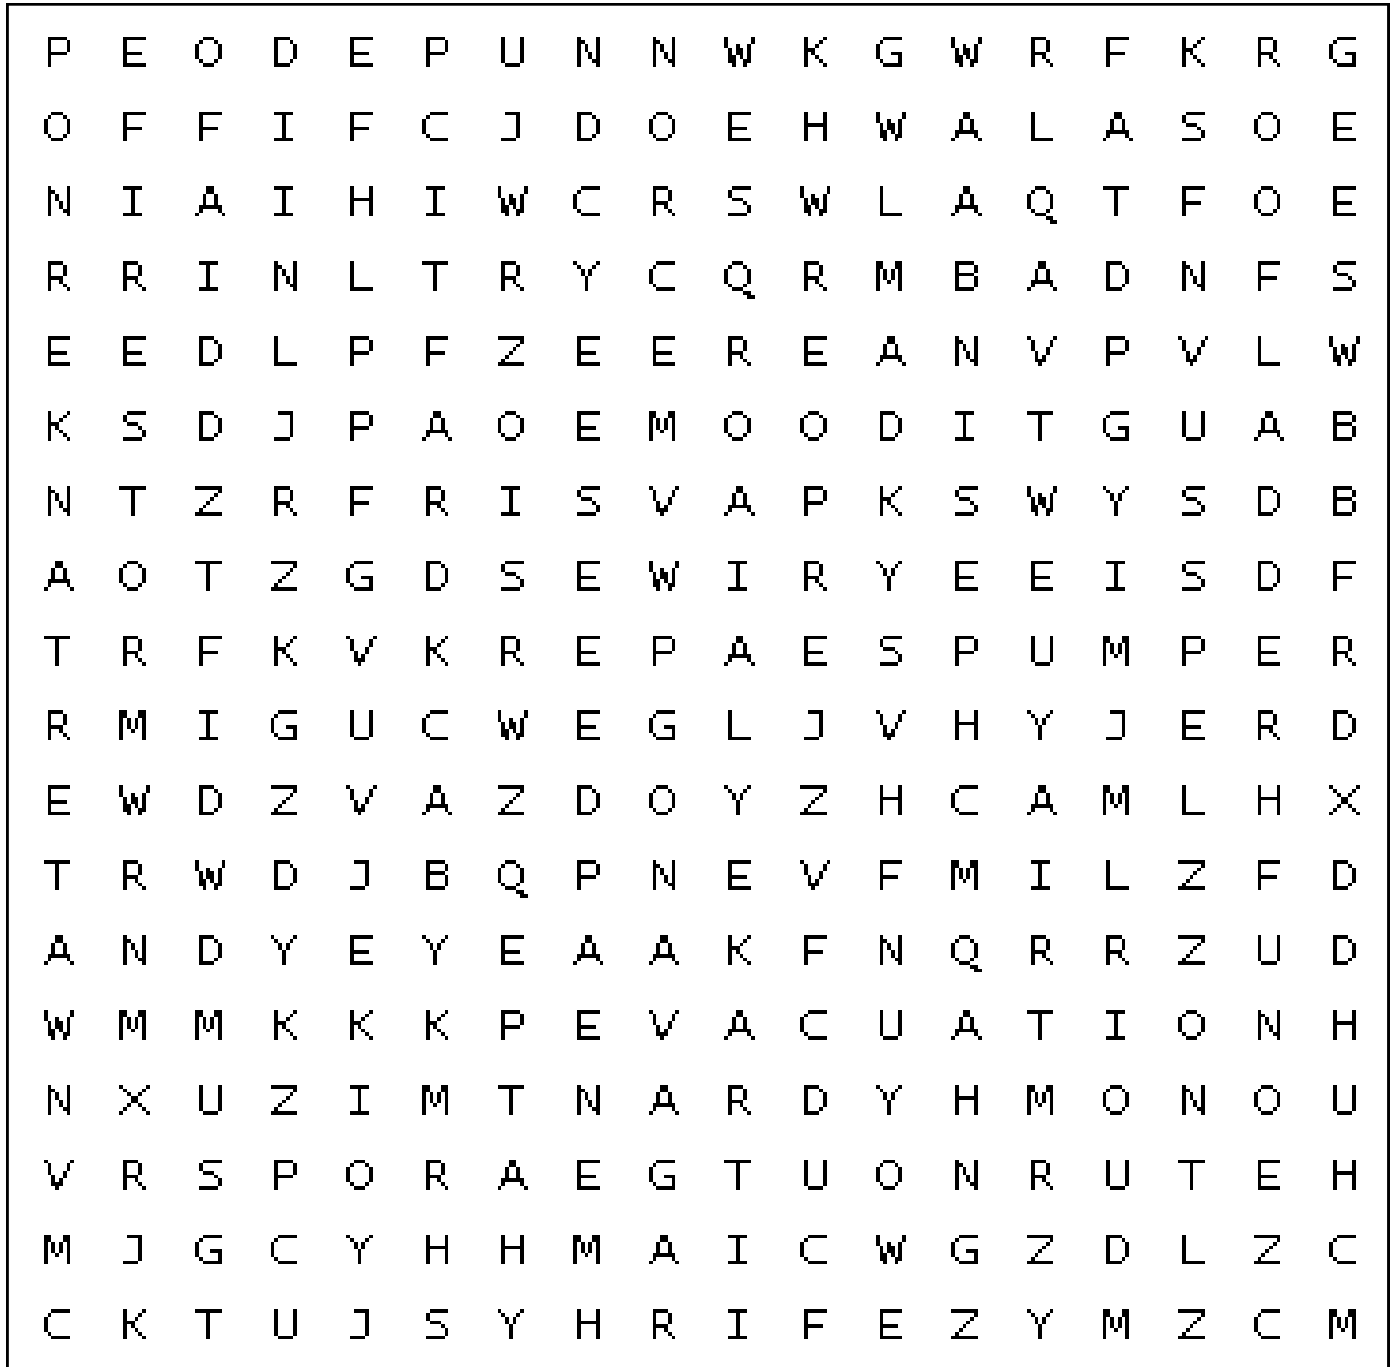 P E O D E P U N N W K G W R F K R G
O F F I F C J D O E H W A L A S O E
N I A I H I W C R S W L A Q T F O E
R R I N L T R Y C Q R M B A D N F S
E E D L P F Z E E R E A N V P V L W
K S D J P A O E M O O D I T G U A B
N T Z R F R I S V A P K S W Y S D B
A O T Z G D S E W I R Y E E I S D F
T R F K V K R E P A E S P U M P E R
R M I G U C W E G L J V H Y J E R D
E W D Z V A Z D O Y Z H C A M L H X
T R W D J B Q P N E V F M I L Z F D
A N D Y E Y E A A K F N Q R R Z U D
W M M K K K P E V A C U A T I O N H
N X U Z I M T N A R D Y H M O N O U
V R S P O R A E G T U O N R U T E H
M J G C Y H H M A I C W G Z D L Z C
C K T U J S Y H R I F E Z Y M Z C M